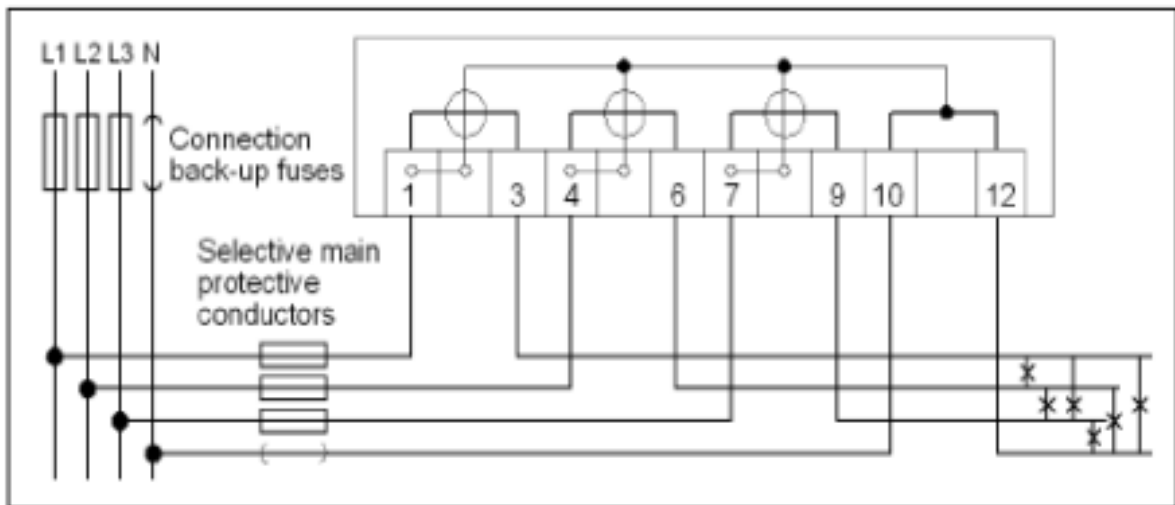 L1 L2 L3 N
Connection
back-up fuses
1 3 4 6 7 9 10 12
Selective main
protective
conductors